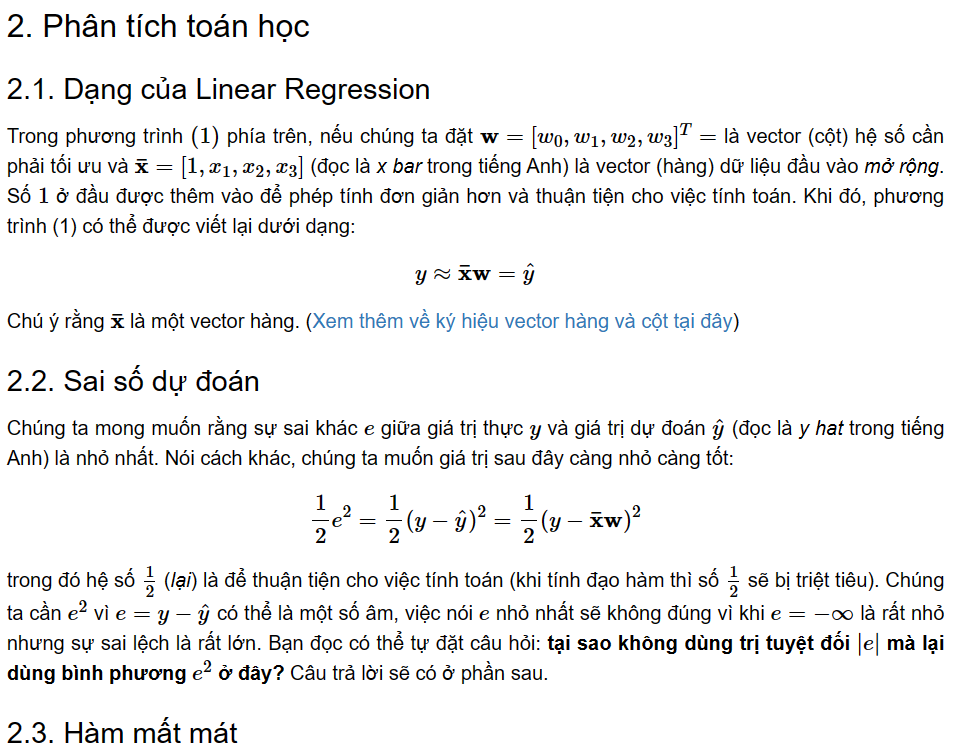 2. Phân tích toán học
2.1. Dạng của Linear Regression
Trong phương trình (1) phía trên, nếu chúng ta đặt w = [w₀, w₁, w₂, w₃]ᵀ = là vector (cột) hệ số cần
phải tối ưu và x̄ = [1, x₁, x₂, x₃] (đọc là x bar trong tiếng Anh) là vector (hàng) dữ liệu đầu vào mở rộng.
Số 1 ở đầu được thêm vào để phép tính đơn giản hơn và thuận tiện cho việc tính toán. Khi đó, phương
trình (1) có thể được viết lại dưới dạng:
y ≈ x̄w = ŷ
Chú ý rằng x̄ là một vector hàng. (Xem thêm về ký hiệu vector hàng và cột tại đây)
2.2. Sai số dự đoán
Chúng ta mong muốn rằng sự sai khác e giữa giá trị thực y và giá trị dự đoán ŷ (đọc là y hat trong tiếng
Anh) là nhỏ nhất. Nói cách khác, chúng ta muốn giá trị sau đây càng nhỏ càng tốt:
½e² = ½(y − ŷ)² = ½(y − x̄w)²
trong đó hệ số ½ (lại) là để thuận tiện cho việc tính toán (khi tính đạo hàm thì số ½ sẽ bị triệt tiêu). Chúng
ta cần e² vì e = y − ŷ có thể là một số âm, việc nói e nhỏ nhất sẽ không đúng vì khi e = −∞ là rất nhỏ
nhưng sự sai lệch là rất lớn. Bạn đọc có thể tự đặt câu hỏi: tại sao không dùng trị tuyệt đối |e| mà lại
dùng bình phương e² ở đây? Câu trả lời sẽ có ở phần sau.
2.3. Hàm mất mát